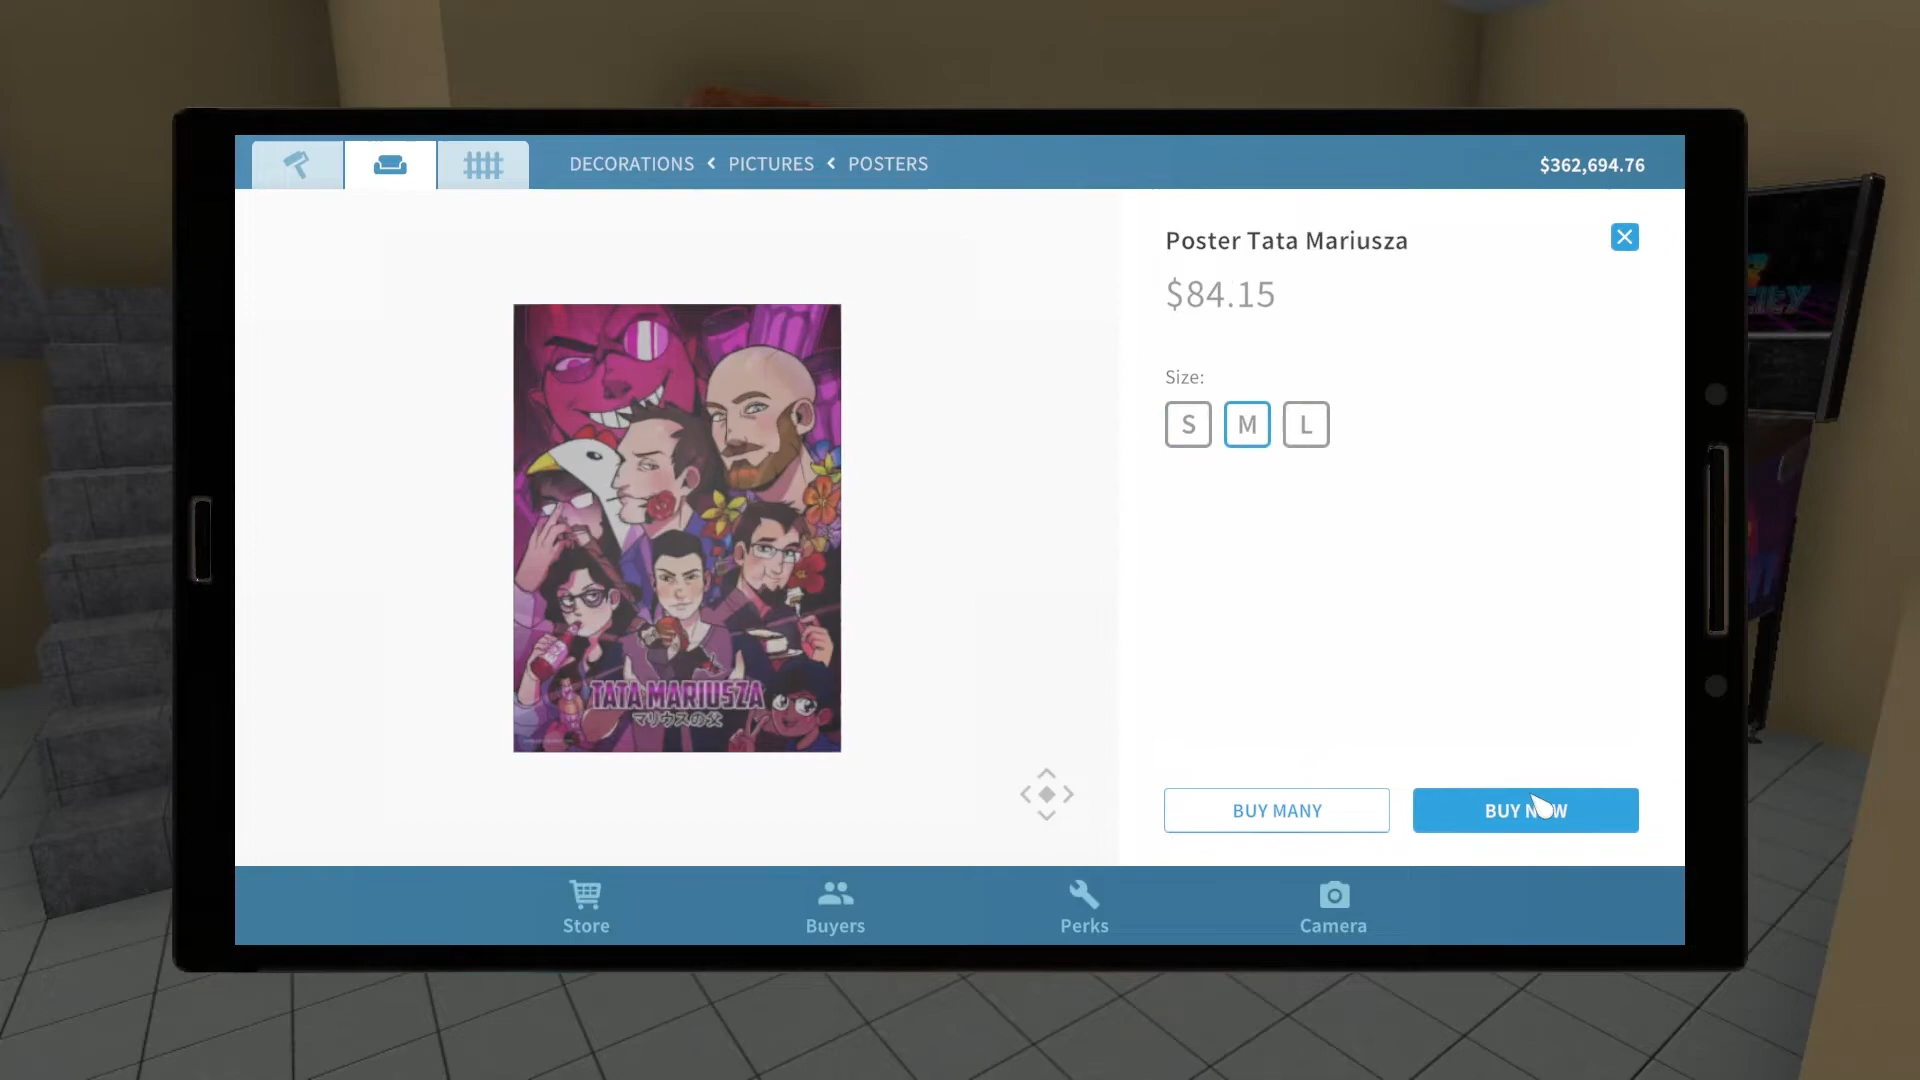 DECORATIONS < PICTURES < POSTERS
$362,694.76
Poster Tata Mariusza
$84.15
Size:
S M L
TATA MARIUSZA
マリウスの父
BUY MANY
BUY NOW
Store Buyers Perks Camera